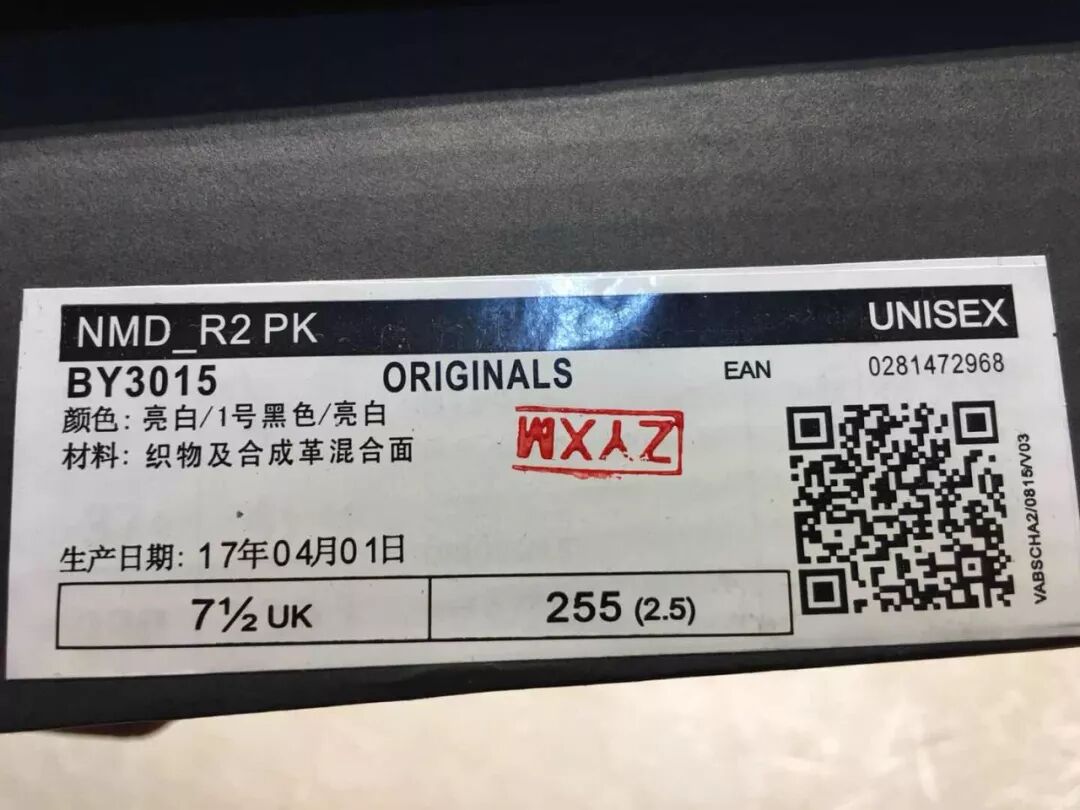 NMD_R2 PK UNISEX
BY3015 ORIGINALS EAN 0281472968
颜色: 亮白/1号黑色/亮白
材料: 织物及合成革混合面
ZYXM
生产日期: 17年04月01日
7½ UK 255 (2.5)
VABSCHA2/0815/V03